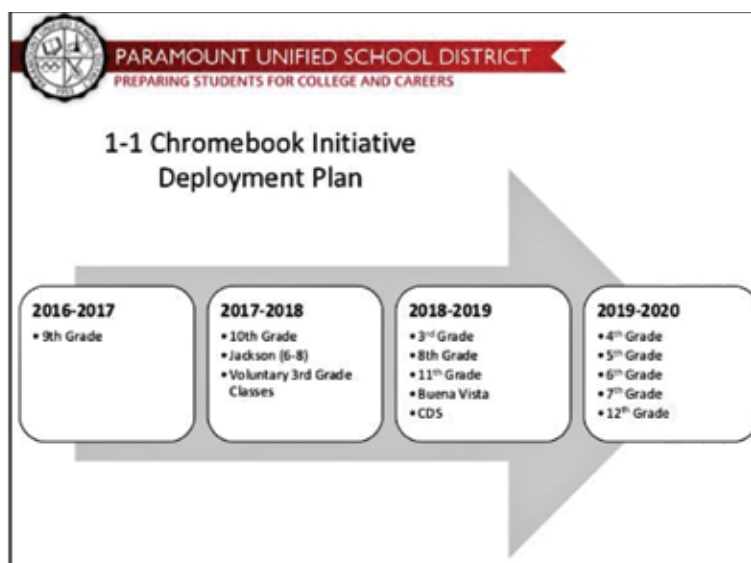 PARAMOUNT UNIFIED SCHOOL DISTRICT
PREPARING STUDENTS FOR COLLEGE AND CAREERS
1-1 Chromebook Initiative
Deployment Plan
2016-2017
• 9th Grade
2017-2018
• 10th Grade
• Jackson (6-8)
• Voluntary 3rd Grade
Classes
2018-2019
• 3rd Grade
• 8th Grade
• 11th Grade
• Buena Vista
• CDS
2019-2020
• 4th Grade
• 5th Grade
• 6th Grade
• 7th Grade
• 12th Grade